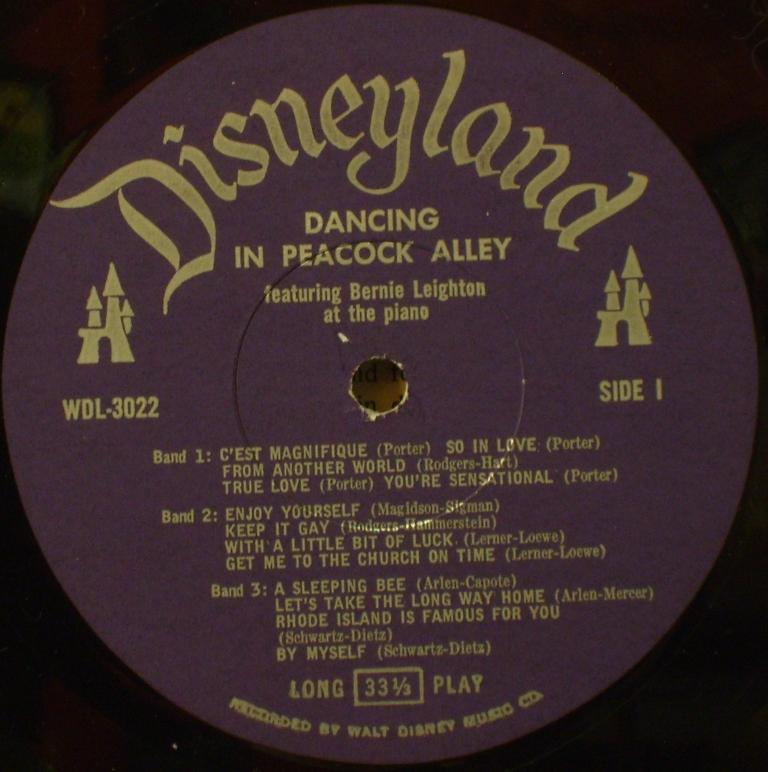 Disneyland
DANCING
IN PEACOCK ALLEY
featuring Bernie Leighton
at the piano
WDL-3022
SIDE 1
Band 1: C'EST MAGNIFIQUE (Porter) SO IN LOVE (Porter)
FROM ANOTHER WORLD (Rodgers-Hart)
TRUE LOVE (Porter) YOU'RE SENSATIONAL (Porter)
Band 2: ENJOY YOURSELF (Magidson-Sigman)
KEEP IT GAY (Rodgers-Hammerstein)
WITH A LITTLE BIT OF LUCK (Lerner-Loewe)
GET ME TO THE CHURCH ON TIME (Lerner-Loewe)
Band 3: A SLEEPING BEE (Arlen-Capote)
LET'S TAKE THE LONG WAY HOME (Arlen-Mercer)
RHODE ISLAND IS FAMOUS FOR YOU
(Schwartz-Dietz)
BY MYSELF (Schwartz-Dietz)
LONG 33⅓ PLAY
RECORDED BY WALT DISNEY MUSIC CO.